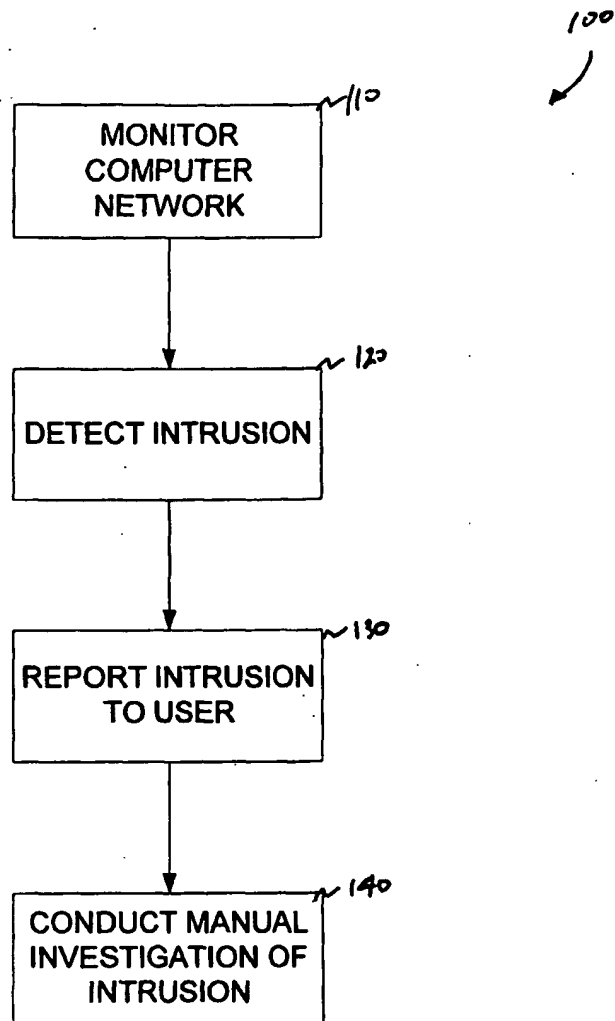 100
110
MONITOR
COMPUTER
NETWORK
120
DETECT INTRUSION
130
REPORT INTRUSION
TO USER
140
CONDUCT MANUAL
INVESTIGATION OF
INTRUSION